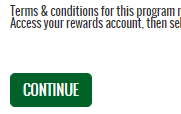 Terms & conditions for this program
Access your rewards account, then
CONTINUE